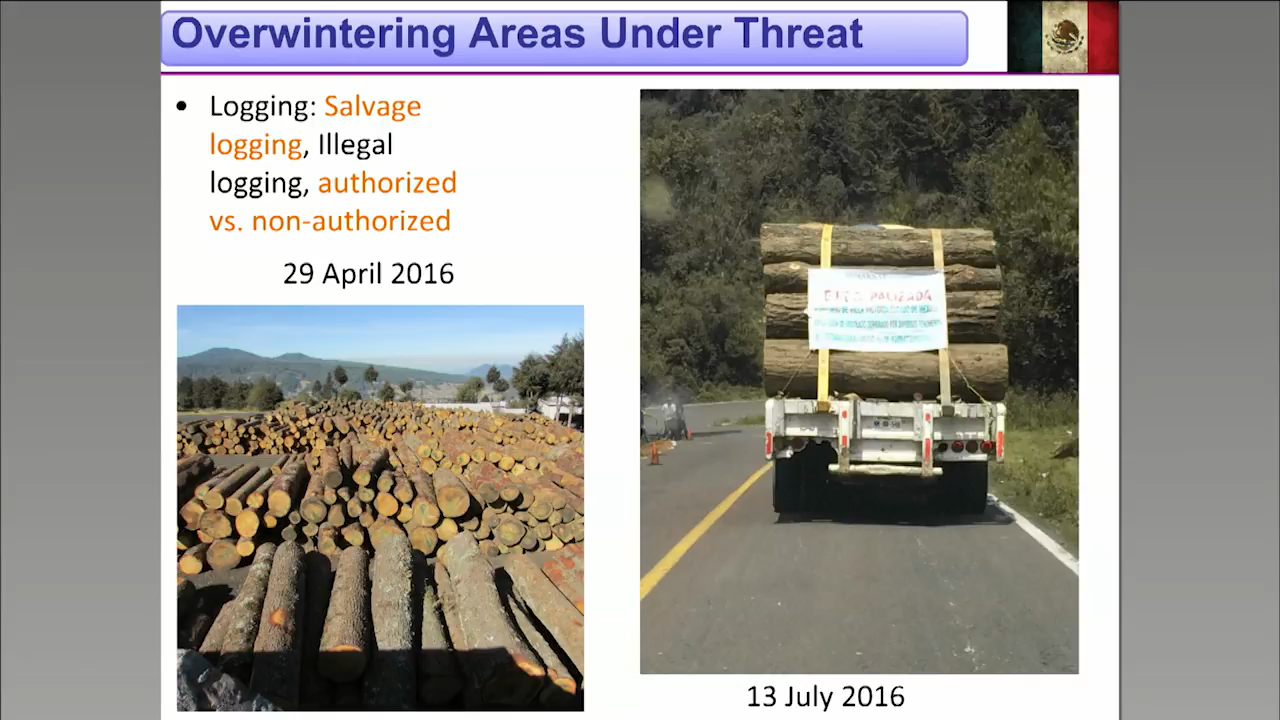 Overwintering Areas Under Threat
• Logging: Salvage
logging, Illegal
logging, authorized
vs. non-authorized
29 April 2016
PALIZADA
13 July 2016